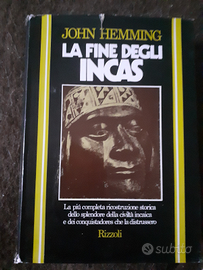 JOHN HEMMING
LA FINE DEGLI
INCAS
La più completa ricostruzione storica
dello splendore della civiltà incaica
e dei conquistadores che la distrussero
Rizzoli
subito